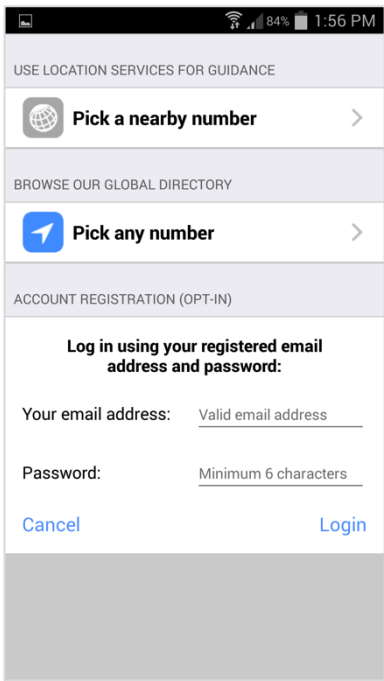 84% 1:56 PM
USE LOCATION SERVICES FOR GUIDANCE
Pick a nearby number
BROWSE OUR GLOBAL DIRECTORY
Pick any number
ACCOUNT REGISTRATION (OPT-IN)
Log in using your registered email
address and password:
Your email address: Valid email address
Password: Minimum 6 characters
Cancel Login